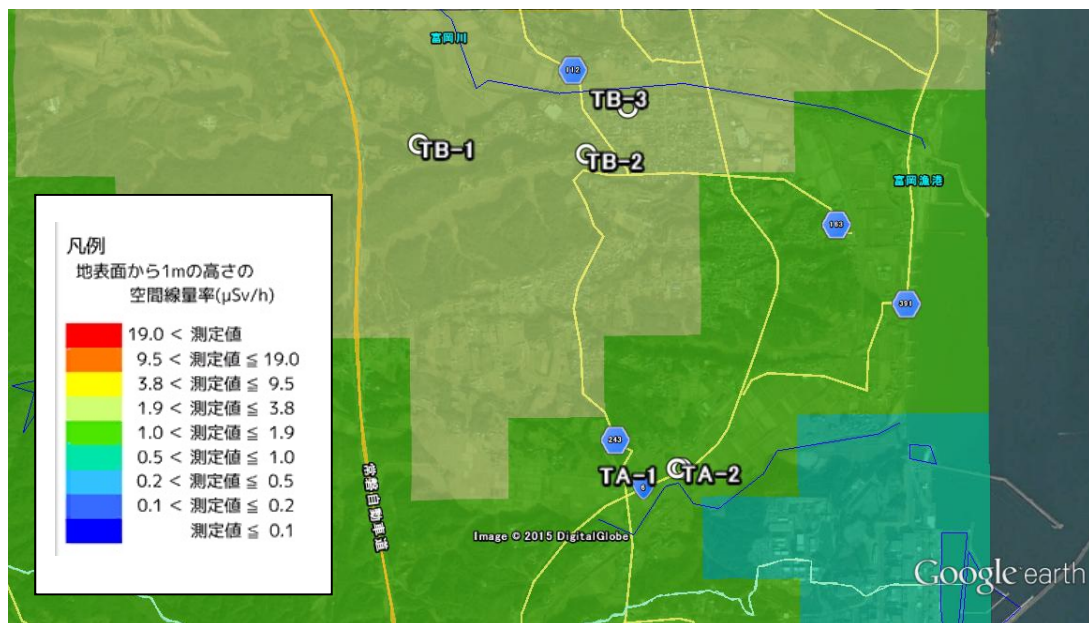 富岡川
112
TB-3
TB-1
TB-2
富岡漁港
163
391
凡例
地表面から1mの高さの
空間線量率(μSv/h)
19.0 < 測定値
9.5 < 測定値 ≦ 19.0
3.8 < 測定値 ≦ 9.5
1.9 < 測定値 ≦ 3.8
1.0 < 測定値 ≦ 1.9
0.5 < 測定値 ≦ 1.0
0.2 < 測定値 ≦ 0.5
0.1 < 測定値 ≦ 0.2
測定値 ≦ 0.1
243
TA-1
TA-2
6
常磐自動車道
Image © 2015 DigitalGlobe
Google earth